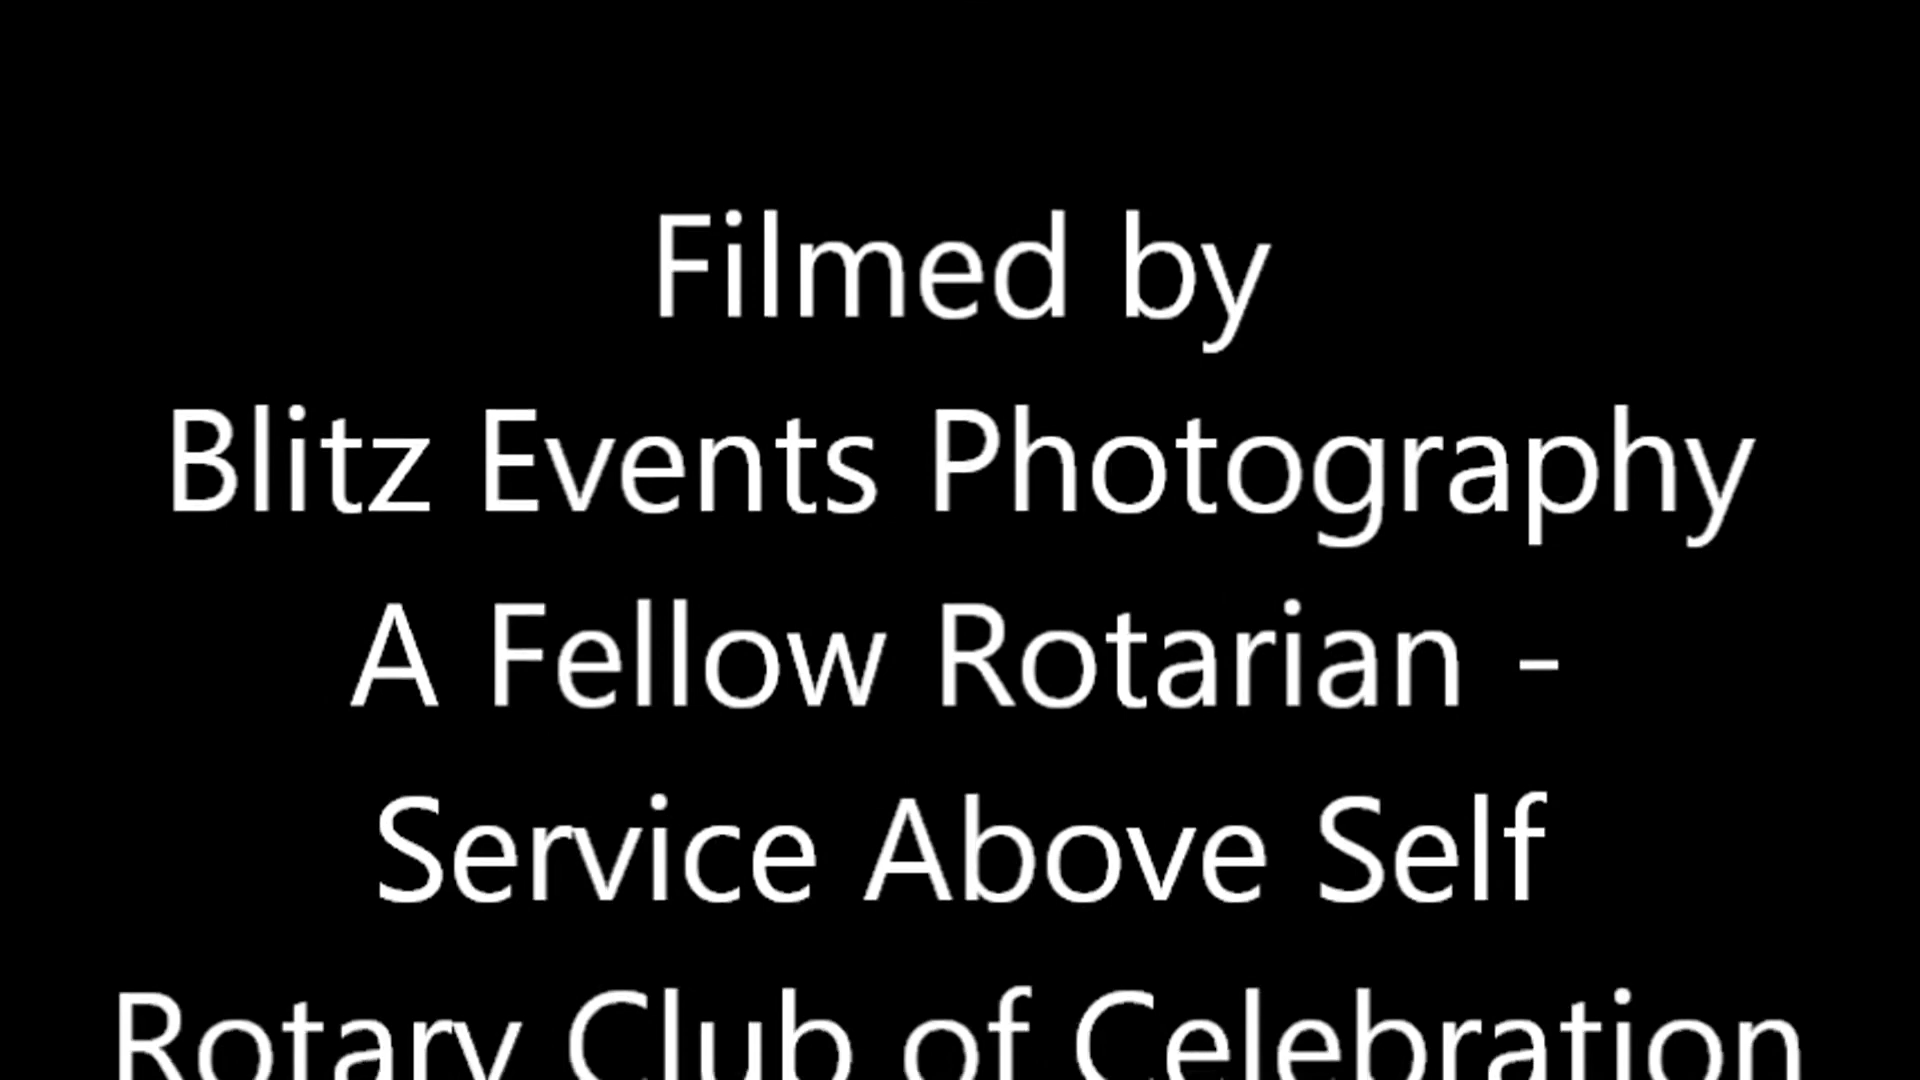 Filmed by
Blitz Events Photography
A Fellow Rotarian -
Service Above Self
Rotary Club of Celebration